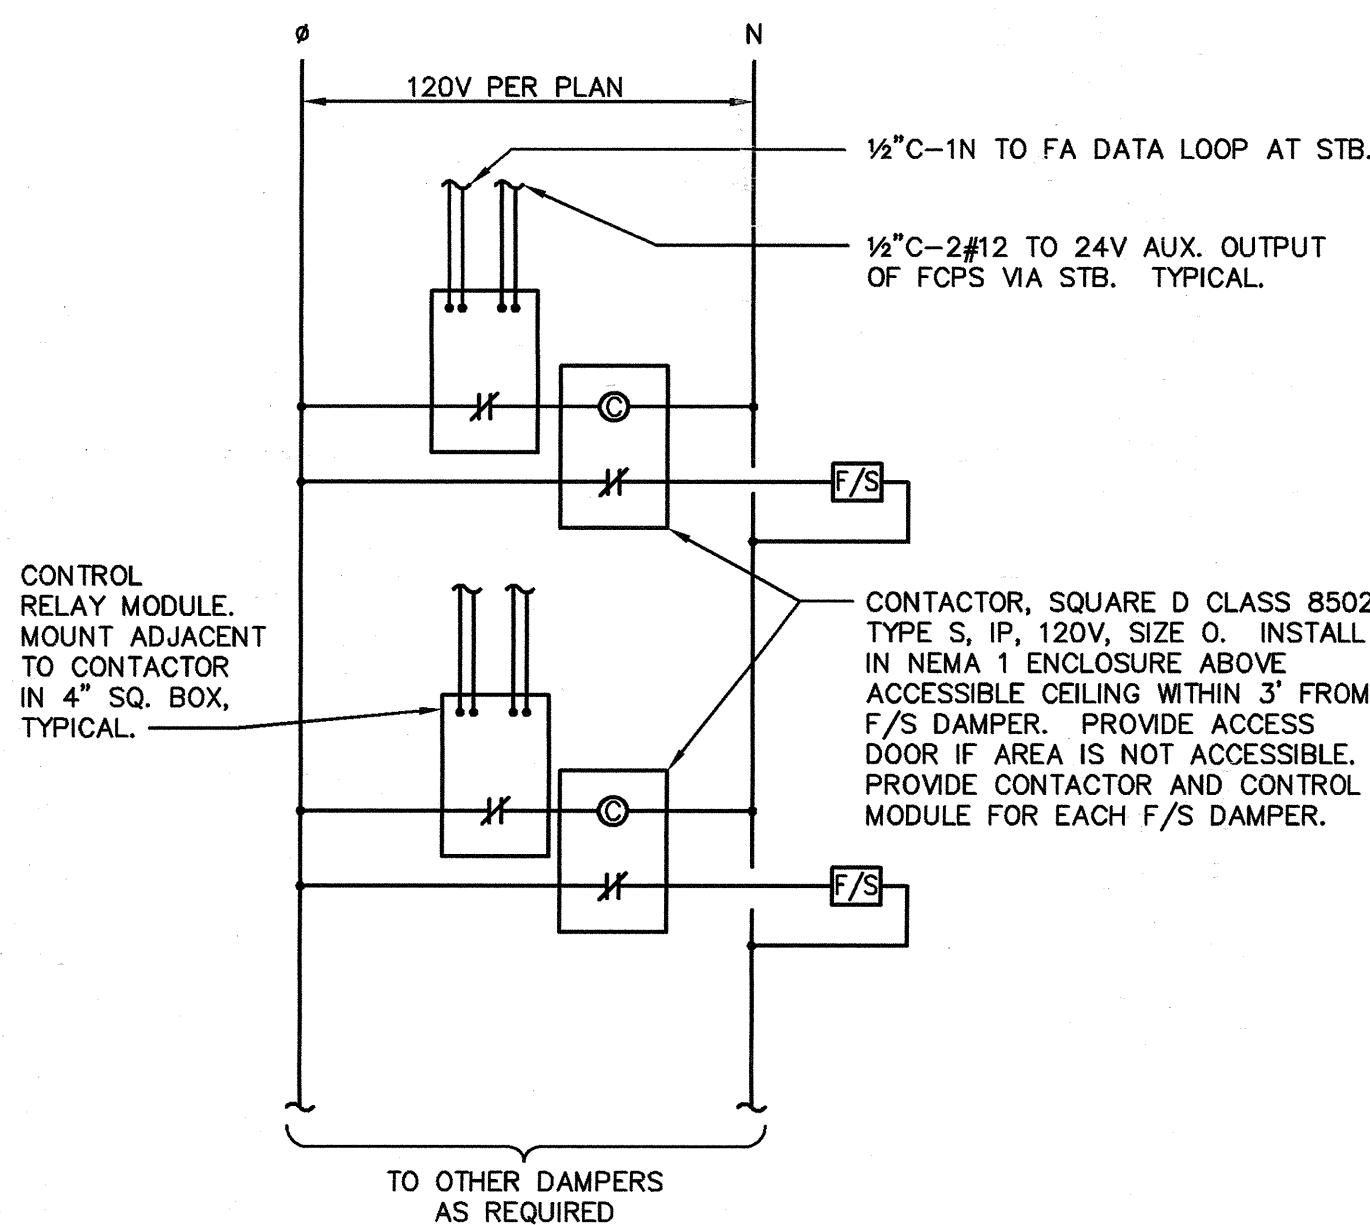 ø
N
120V PER PLAN
½"C-1N TO FA DATA LOOP AT STB.
½"C-2#12 TO 24V AUX. OUTPUT
OF FCPS VIA STB. TYPICAL.
C
F/S
CONTROL
RELAY MODULE.
MOUNT ADJACENT
TO CONTACTOR
IN 4" SQ. BOX,
TYPICAL.
CONTACTOR, SQUARE D CLASS 8502
TYPE S, IP, 120V, SIZE O. INSTALL
IN NEMA 1 ENCLOSURE ABOVE
ACCESSIBLE CEILING WITHIN 3' FROM
F/S DAMPER. PROVIDE ACCESS
DOOR IF AREA IS NOT ACCESSIBLE.
PROVIDE CONTACTOR AND CONTROL
MODULE FOR EACH F/S DAMPER.
C
F/S
TO OTHER DAMPERS
AS REQUIRED